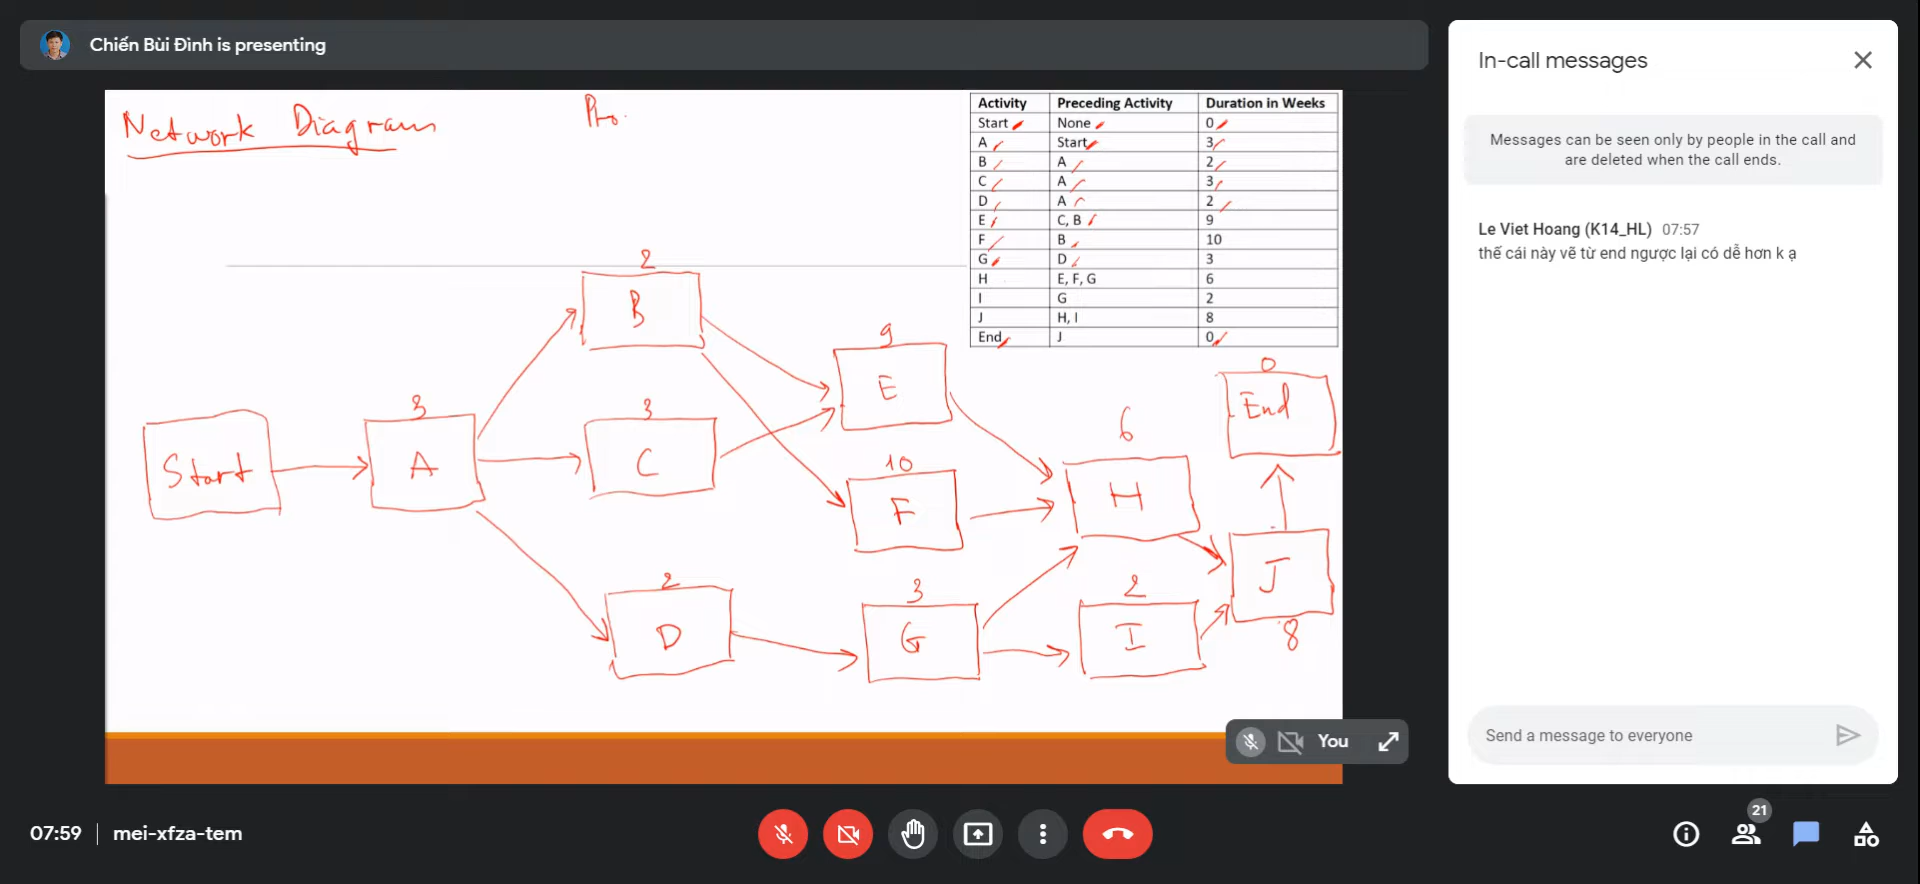 Chiến Bùi Đình is presenting
Network Diagram
Pro.
Activity Preceding Activity Duration in Weeks
Start None 0
A Start 3
B A 2
C A 3
D A 2
E C, B 9
F B 10
G D 3
H E, F, G 6
I G 2
J H, I 8
End J 0
2
B
9
E
0
End
3
A
3
C
6
H
Start
10
F
J
8
2
D
3
G
2
I
You
In-call messages
Messages can be seen only by people in the call and
are deleted when the call ends.
Le Viet Hoang (K14_HL) 07:57
thế cái này vẽ từ end ngược lại có dễ hơn k ạ
Send a message to everyone
07:59 | mei-xfza-tem
21